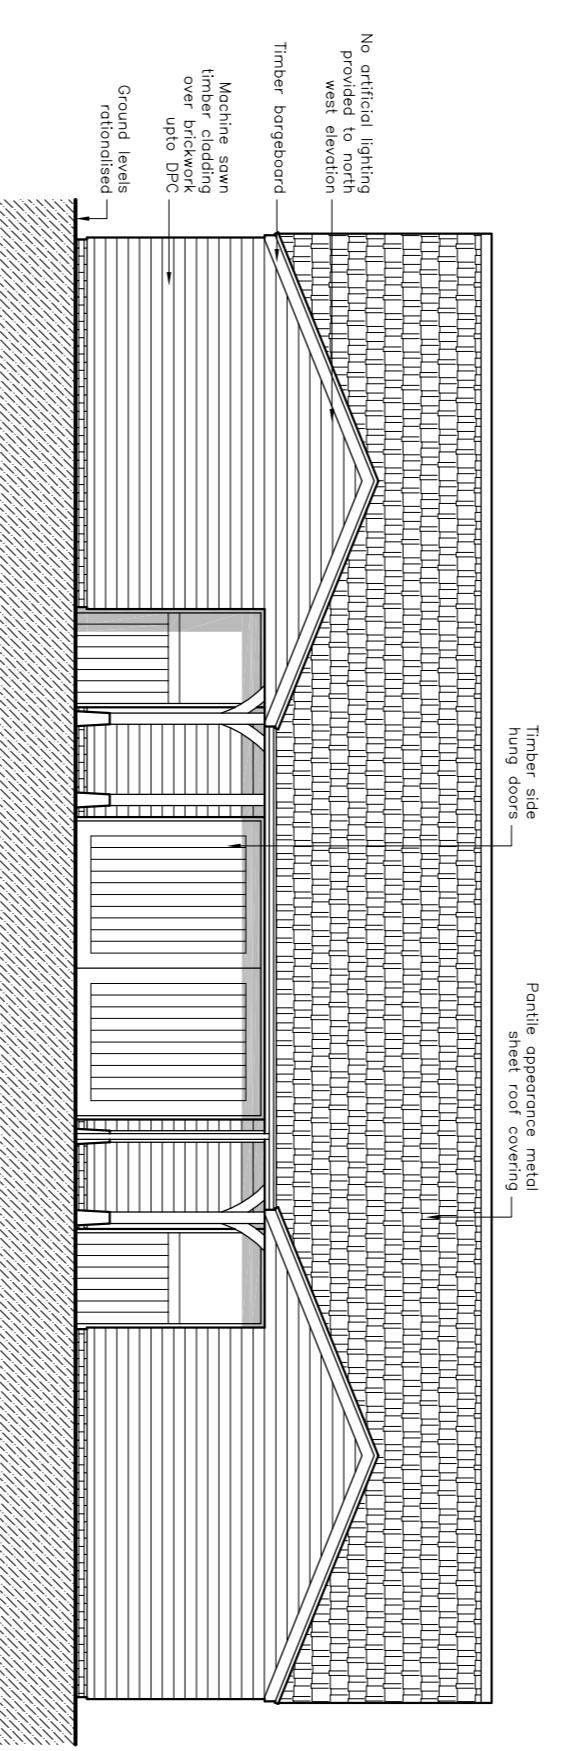 No artificial lighting
provided to north
west elevation
Timber bargeboard
Machine sawn
timber cladding
over brickwork
upto DPC
Ground levels
rationalised
Timber side
hung doors
Pantile appearance metal
sheet roof covering